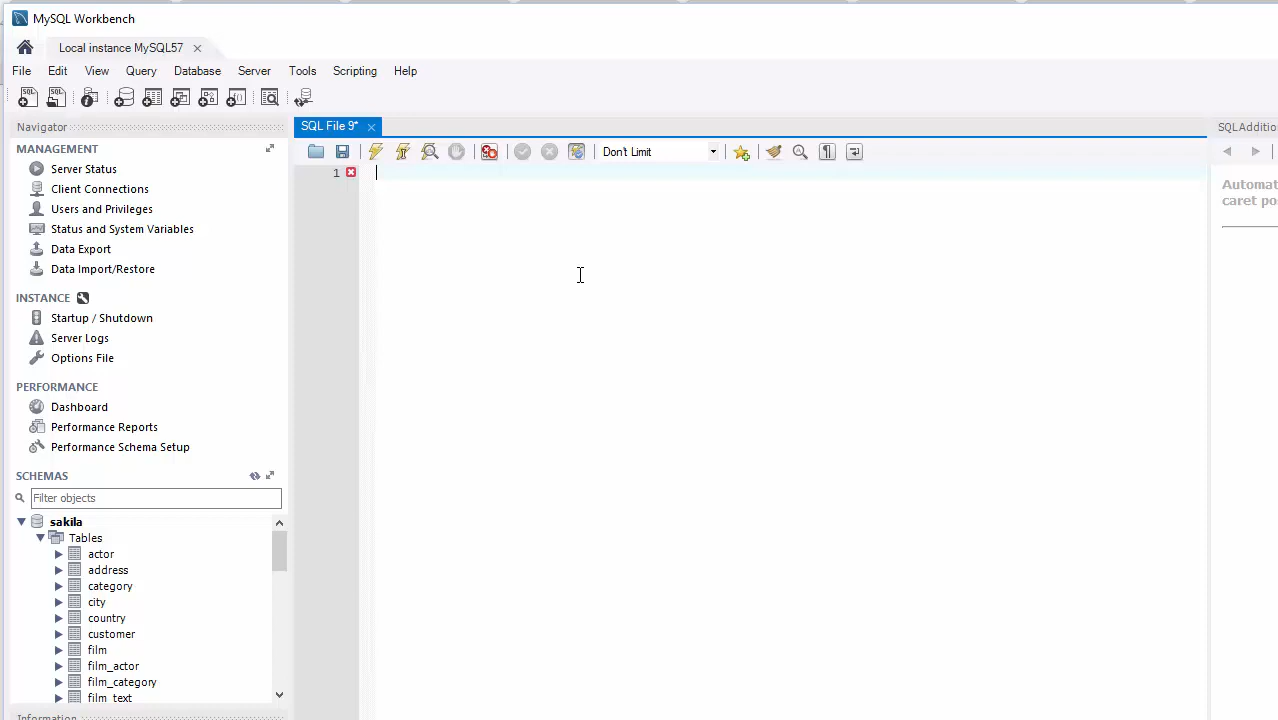 MySQL Workbench
Local instance MySQL57
File Edit View Query Database Server Tools Scripting Help
Navigator
SQL File 9*
SQLAdditio
MANAGEMENT
Server Status
Client Connections
Users and Privileges
Status and System Variables
Data Export
Data Import/Restore
INSTANCE
Startup / Shutdown
Server Logs
Options File
PERFORMANCE
Dashboard
Performance Reports
Performance Schema Setup
SCHEMAS
Filter objects
sakila
Tables
actor
address
category
city
country
customer
film
film_actor
film_category
film_text
Information
Don't Limit
1
Automat
caret po